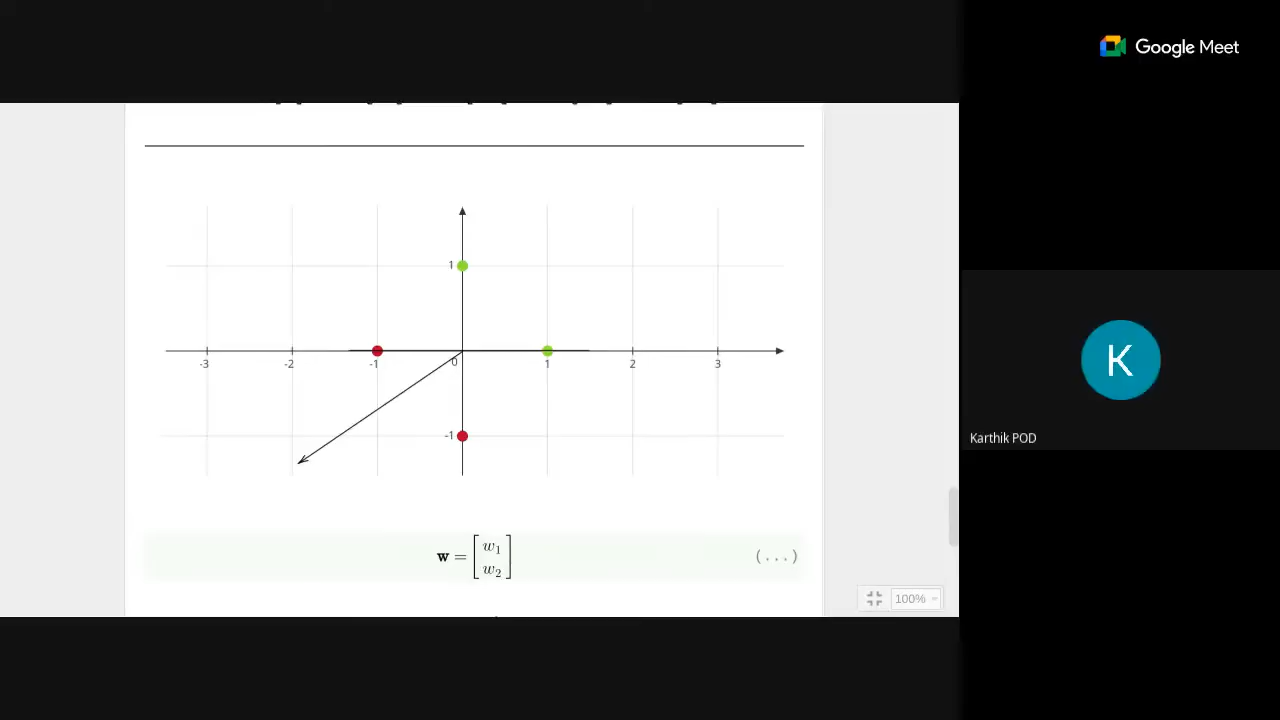 Google Meet
1
-3 -2 -1 0 1 2 3
-1
Karthik POD
w = [w₁
w₂] (...)
100%